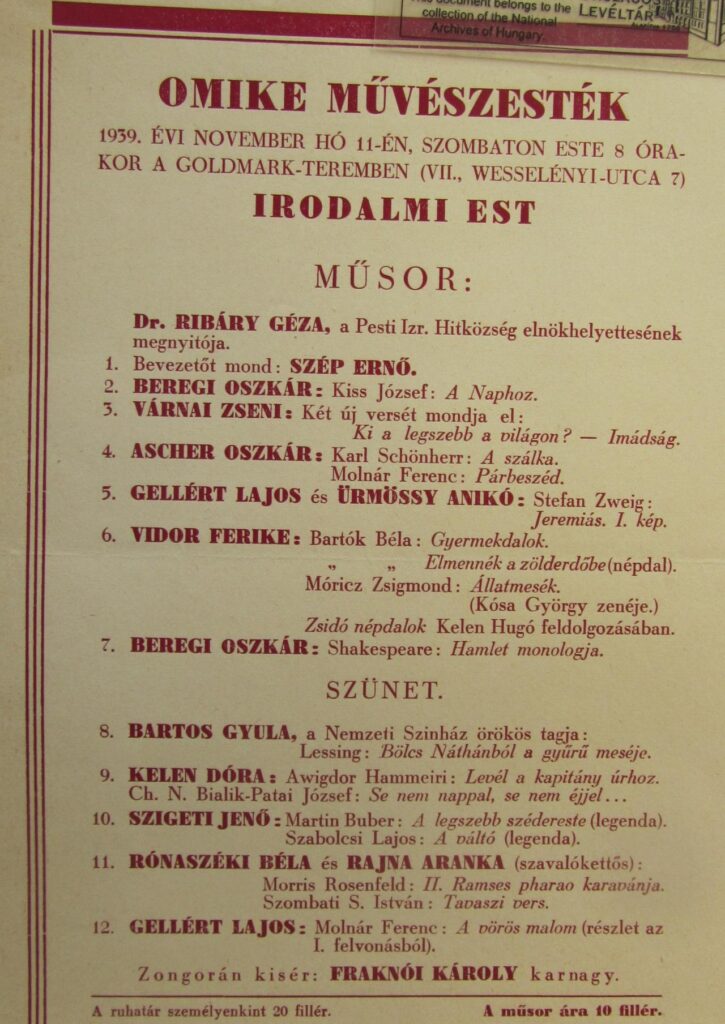 This document belongs to the
collection of the National
Archives of Hungary.
LEVÉLTÁR
OMIKE MŰVÉSZESTÉK
1939. ÉVI NOVEMBER HÓ 11-ÉN, SZOMBATON ESTE 8 ÓRA-
KOR A GOLDMARK-TEREMBEN (VII., WESSELÉNYI-UTCA 7)
IRODALMI EST
MŰSOR:
Dr. RIBÁRY GÉZA, a Pesti Izr. Hitközség elnökhelyettesének
megnyitója.
1. Bevezetőt mond: SZÉP ERNŐ.
2. BEREGI OSZKÁR: Kiss József: A Naphoz.
3. VÁRNAI ZSENI: Két új versét mondja el:
Ki a legszebb a világon? — Imádság.
4. ASCHER OSZKÁR: Karl Schönherr: A szálka.
Molnár Ferenc: Párbeszéd.
5. GELLÉRT LAJOS és ÜRMÖSSY ANIKÓ: Stefan Zweig:
Jeremiás. I. kép.
6. VIDOR FERIKE: Bartók Béla: Gyermekdalok.
„ „ Elmennék a zölderdőbe (népdal).
Móricz Zsigmond: Állatmesék.
(Kósa György zenéje.)
Zsidó népdalok Kelen Hugó feldolgozásában.
7. BEREGI OSZKÁR: Shakespeare: Hamlet monologja.
SZÜNET.
8. BARTOS GYULA, a Nemzeti Szinház örökös tagja:
Lessing: Bölcs Náthánból a gyűrű meséje.
9. KELEN DÓRA: Awigdor Hammeiri: Levél a kapitány úrhoz.
Ch. N. Bialik-Patai József: Se nem nappal, se nem éjjel...
10. SZIGETI JENŐ: Martin Buber: A legszebb szédereste (legenda).
Szabolcsi Lajos: A váltó (legenda).
11. RÓNASZÉKI BÉLA és RAJNA ARANKA (szavalókettős):
Morris Rosenfeld: II. Ramses pharao karavánja.
Szombati S. István: Tavaszi vers.
12. GELLÉRT LAJOS: Molnár Ferenc: A vörös malom (részlet az
I. felvonásból).
Zongorán kisér: FRAKNÓI KÁROLY karnagy.
A ruhatár személyenkint 20 fillér.
A műsor ára 10 fillér.